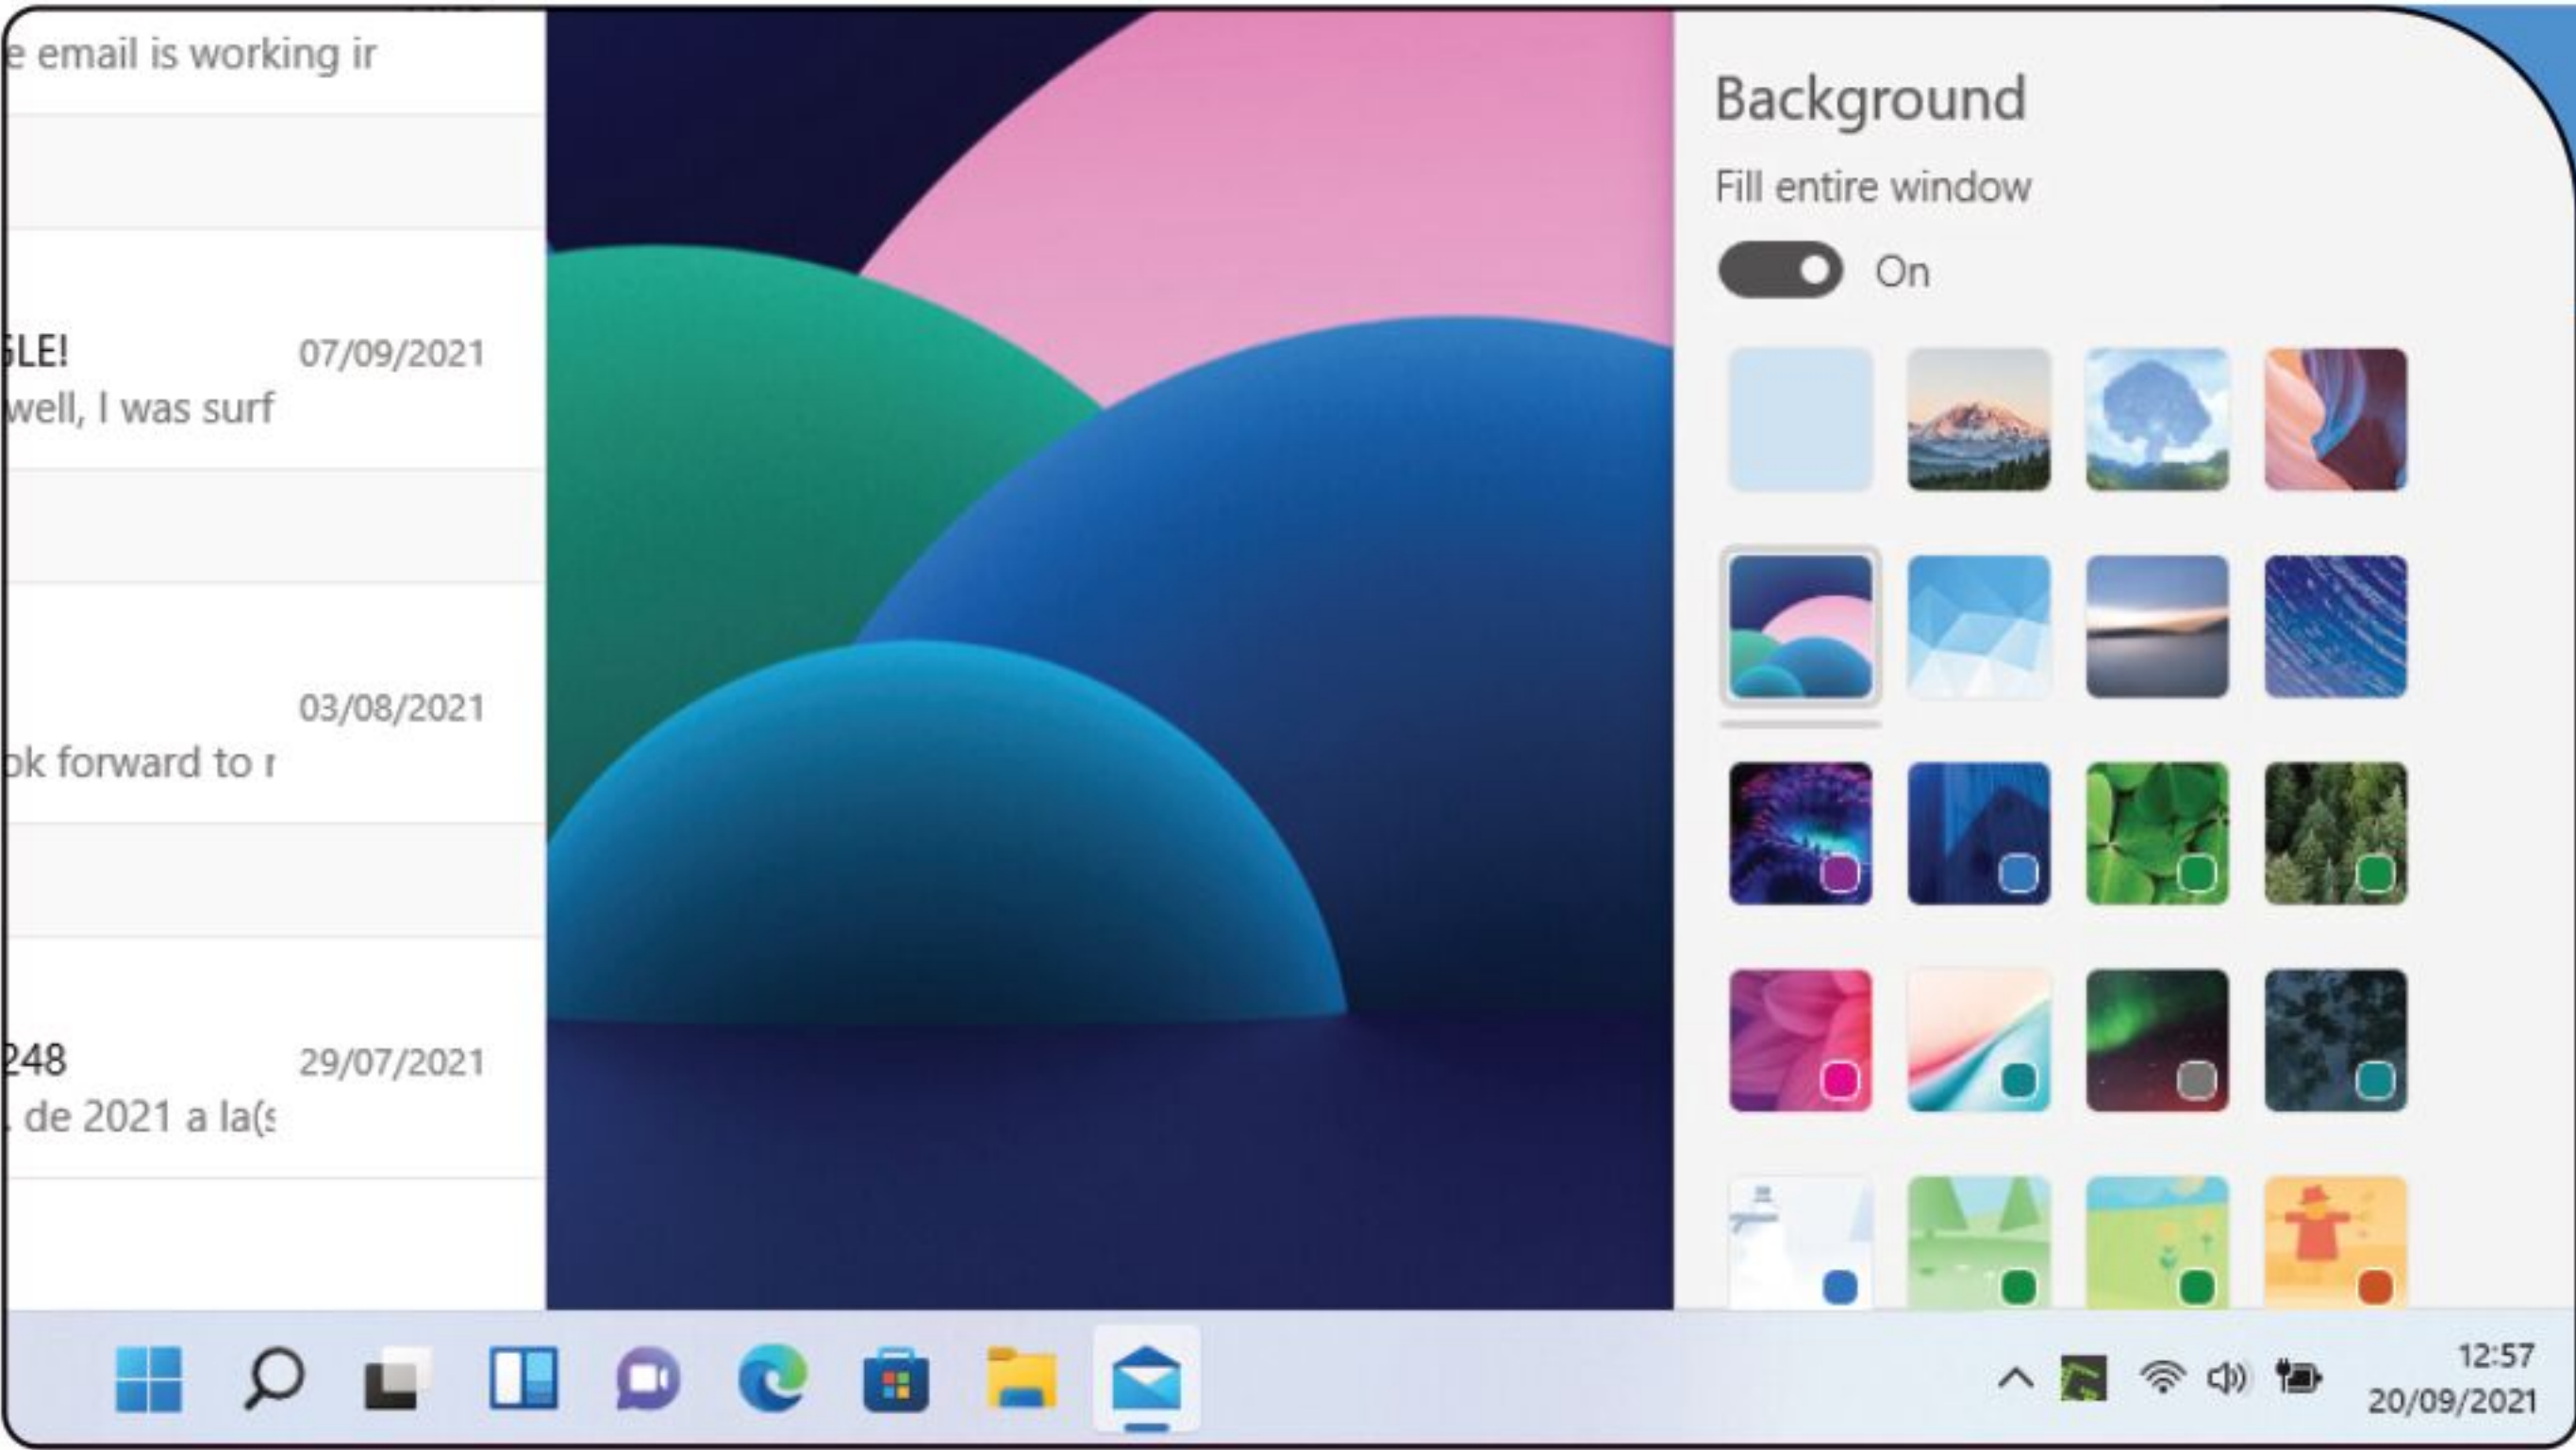 e email is working ir
GLE!
07/09/2021
well, I was surf
03/08/2021
ok forward to r
248
29/07/2021
. de 2021 a la(s
Background
Fill entire window
On
12:57
20/09/2021